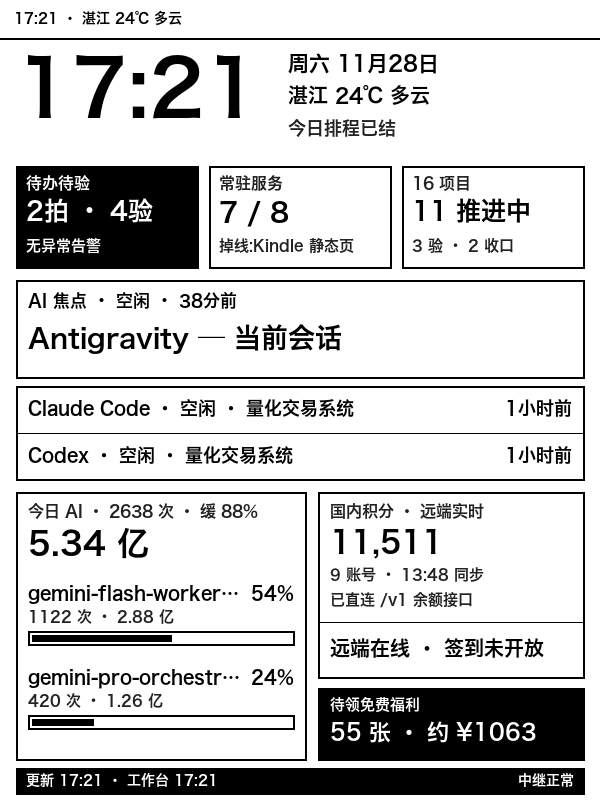 17:21 · 湛江 24℃ 多云
17:21
周六 11月28日
湛江 24℃ 多云
今日排程已结
待办待验
2拍 · 4验
无异常告警
常驻服务
7 / 8
掉线:Kindle 静态页
16 项目
11 推进中
3 验 · 2 收口
AI 焦点 · 空闲 · 38分前
Antigravity — 当前会话
Claude Code · 空闲 · 量化交易系统 1小时前
Codex · 空闲 · 量化交易系统 1小时前
今日 AI · 2638 次 · 缓 88%
5.34 亿
gemini-flash-worker… 54%
1122 次 · 2.88 亿
gemini-pro-orchestr… 24%
420 次 · 1.26 亿
国内积分 · 远端实时
11,511
9 账号 · 13:48 同步
已直连 /v1 余额接口
远端在线 · 签到未开放
待领免费福利
55 张 · 约 ¥1063
更新 17:21 · 工作台 17:21 中继正常